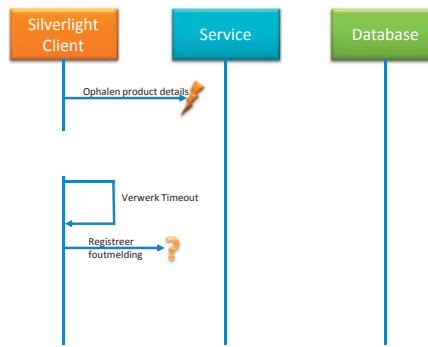 Silverlight
Client
Service
Database
Ophalen product details
Verwerk Timeout
Registreer
foutmelding
?